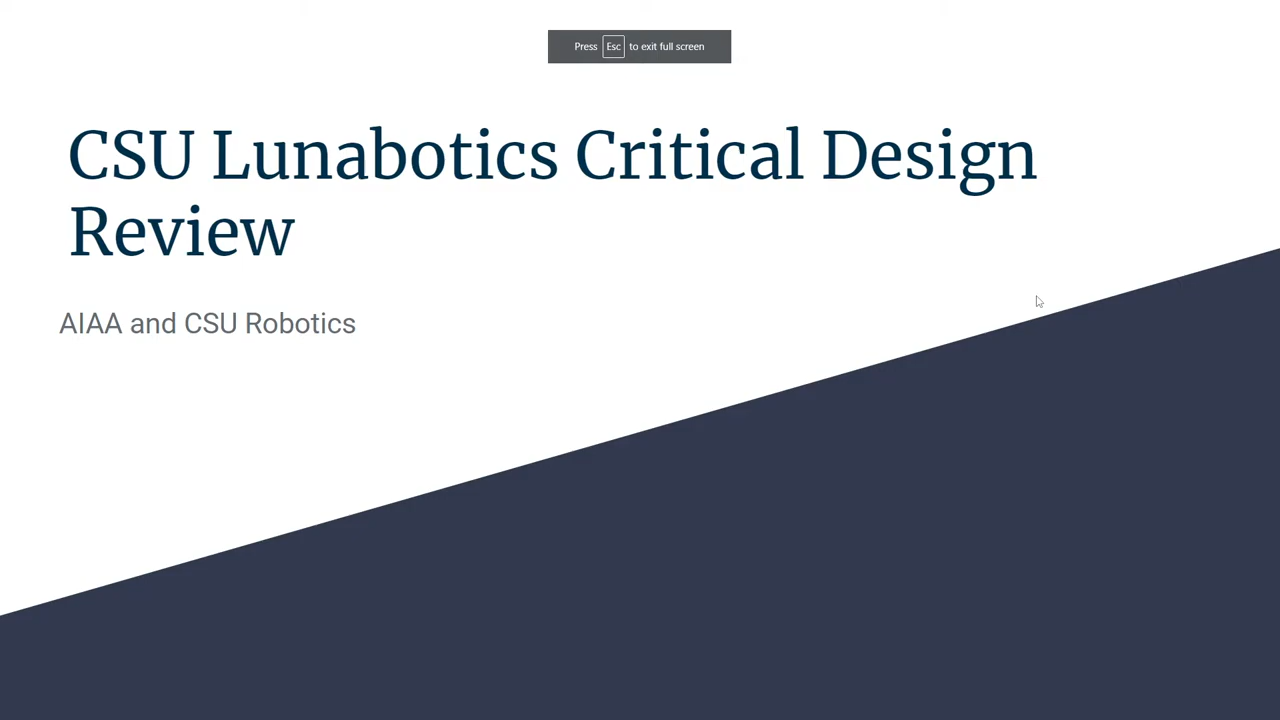 Press Esc to exit full screen
CSU Lunabotics Critical Design
Review
AIAA and CSU Robotics